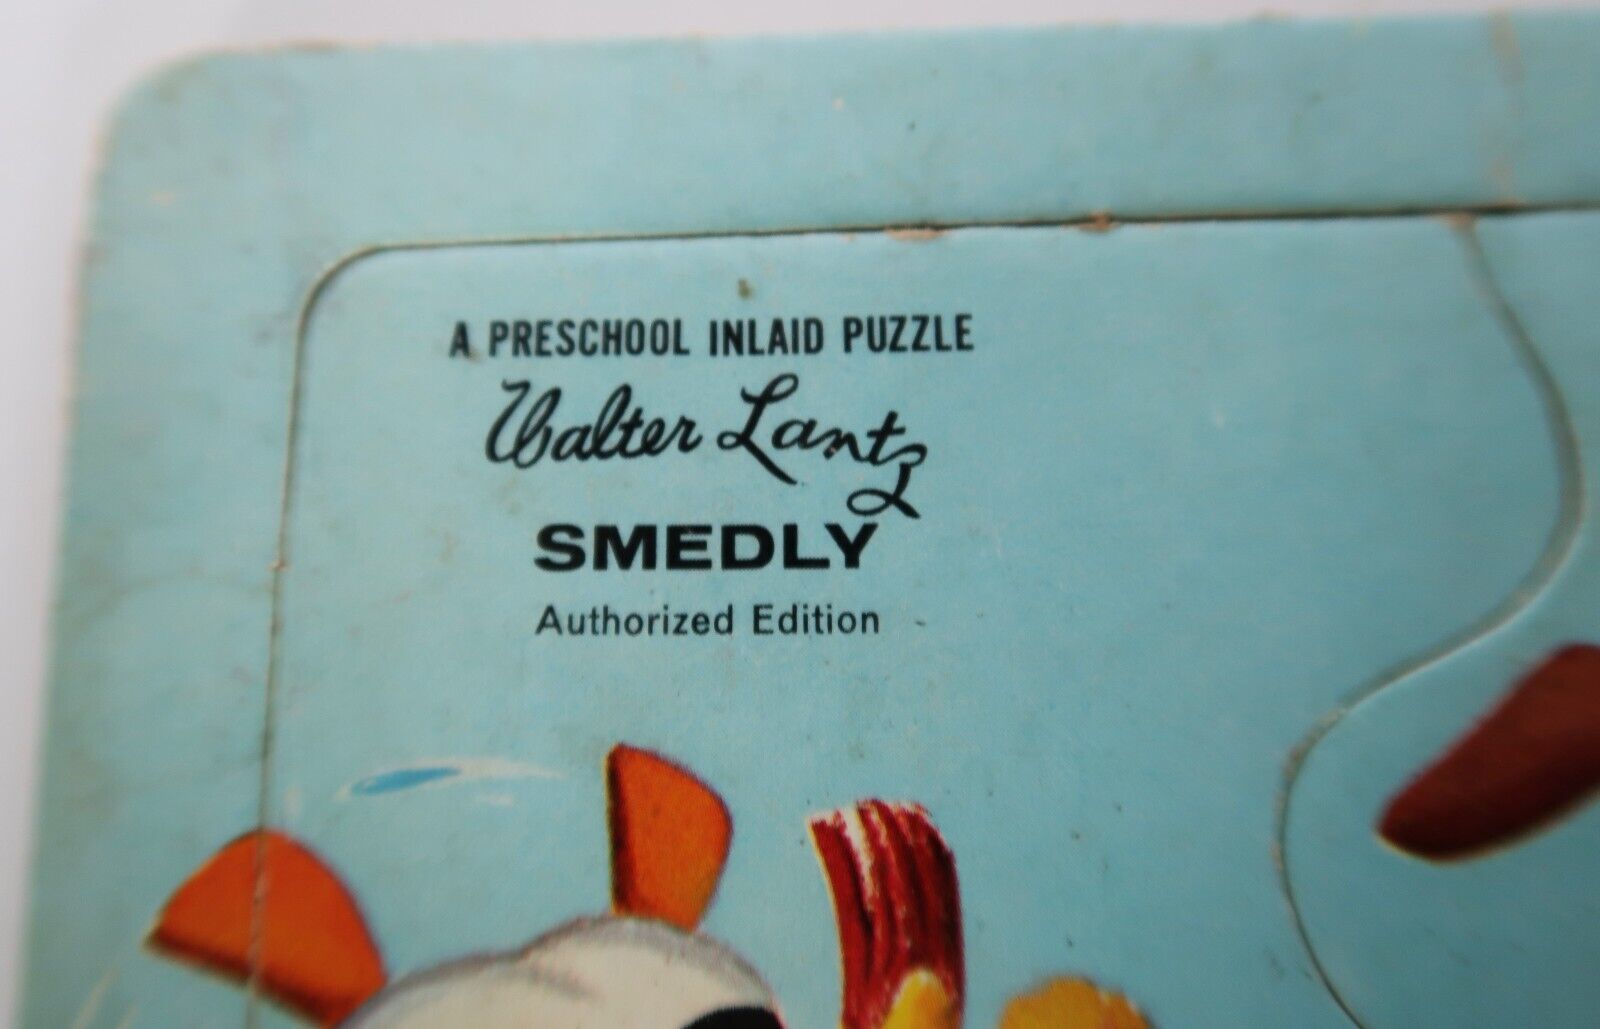 A PRESCHOOL INLAID PUZZLE
Walter Lantz
SMEDLY
Authorized Edition